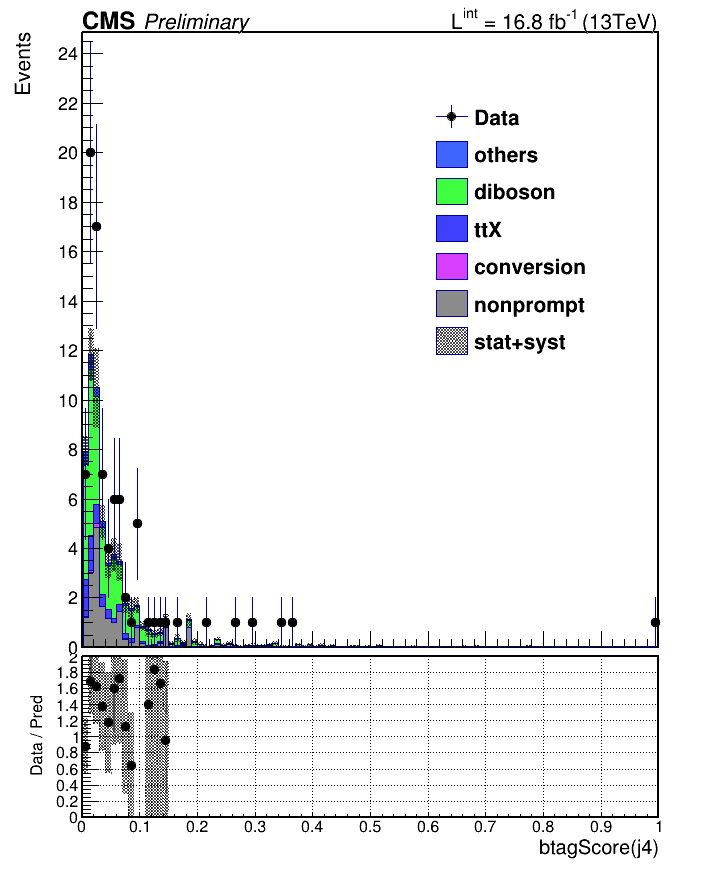 CMS Preliminary
L^int = 16.8 fb^-1 (13TeV)
Events
24
22
20
18
16
14
12
10
8
6
4
2
0
Data
others
diboson
ttX
conversion
nonprompt
stat+syst
Data / Pred
2
1.8
1.6
1.4
1.2
1
0.8
0.6
0.4
0.2
0
0 0.1 0.2 0.3 0.4 0.5 0.6 0.7 0.8 0.9 1
btagScore(j4)